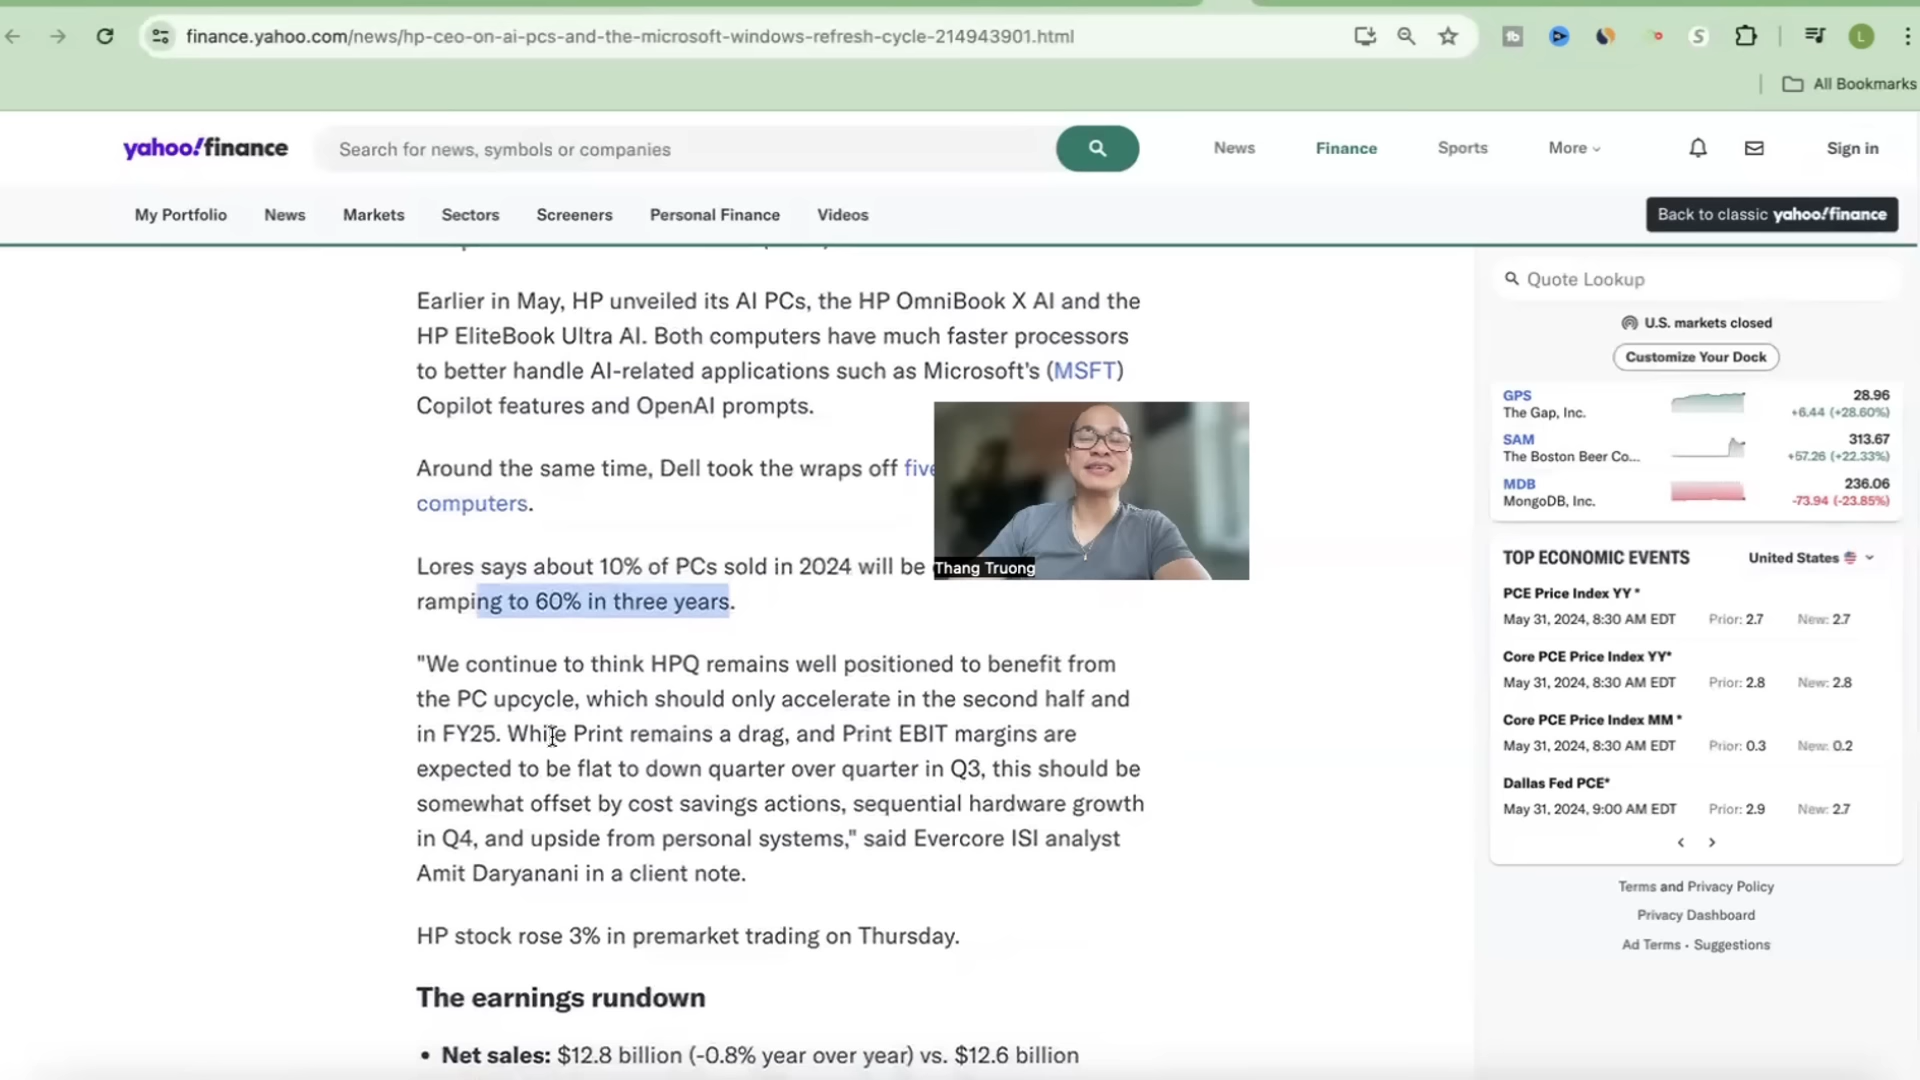 finance.yahoo.com/news/hp-ceo-on-ai-pcs-and-the-microsoft-windows-refresh-cycle-214943901.html
L
All Bookmarks
yahoo!finance
Search for news, symbols or companies
News Finance Sports More
Sign in
My Portfolio News Markets Sectors Screeners Personal Finance Videos
Back to classic yahoo!finance
Earlier in May, HP unveiled its AI PCs, the HP OmniBook X AI and the
HP EliteBook Ultra AI. Both computers have much faster processors
to better handle AI-related applications such as Microsoft's (MSFT)
Copilot features and OpenAI prompts.
Around the same time, Dell took the wraps off five
computers.
Lores says about 10% of PCs sold in 2024 will be
ramping to 60% in three years.
Thang Truong
"We continue to think HPQ remains well positioned to benefit from
the PC upcycle, which should only accelerate in the second half and
in FY25. While Print remains a drag, and Print EBIT margins are
expected to be flat to down quarter over quarter in Q3, this should be
somewhat offset by cost savings actions, sequential hardware growth
in Q4, and upside from personal systems," said Evercore ISI analyst
Amit Daryanani in a client note.
HP stock rose 3% in premarket trading on Thursday.
The earnings rundown
• Net sales: $12.8 billion (-0.8% year over year) vs. $12.6 billion
Quote Lookup
U.S. markets closed
Customize Your Dock
GPS 28.96
The Gap, Inc. +6.44 (+28.60%)
SAM 313.67
The Boston Beer Co... +57.26 (+22.33%)
MDB 236.06
MongoDB, Inc. -73.94 (-23.85%)
TOP ECONOMIC EVENTS United States
PCE Price Index YY *
May 31, 2024, 8:30 AM EDT Prior: 2.7 New: 2.7
Core PCE Price Index YY*
May 31, 2024, 8:30 AM EDT Prior: 2.8 New: 2.8
Core PCE Price Index MM *
May 31, 2024, 8:30 AM EDT Prior: 0.3 New: 0.2
Dallas Fed PCE*
May 31, 2024, 9:00 AM EDT Prior: 2.9 New: 2.7
Terms and Privacy Policy
Privacy Dashboard
Ad Terms • Suggestions